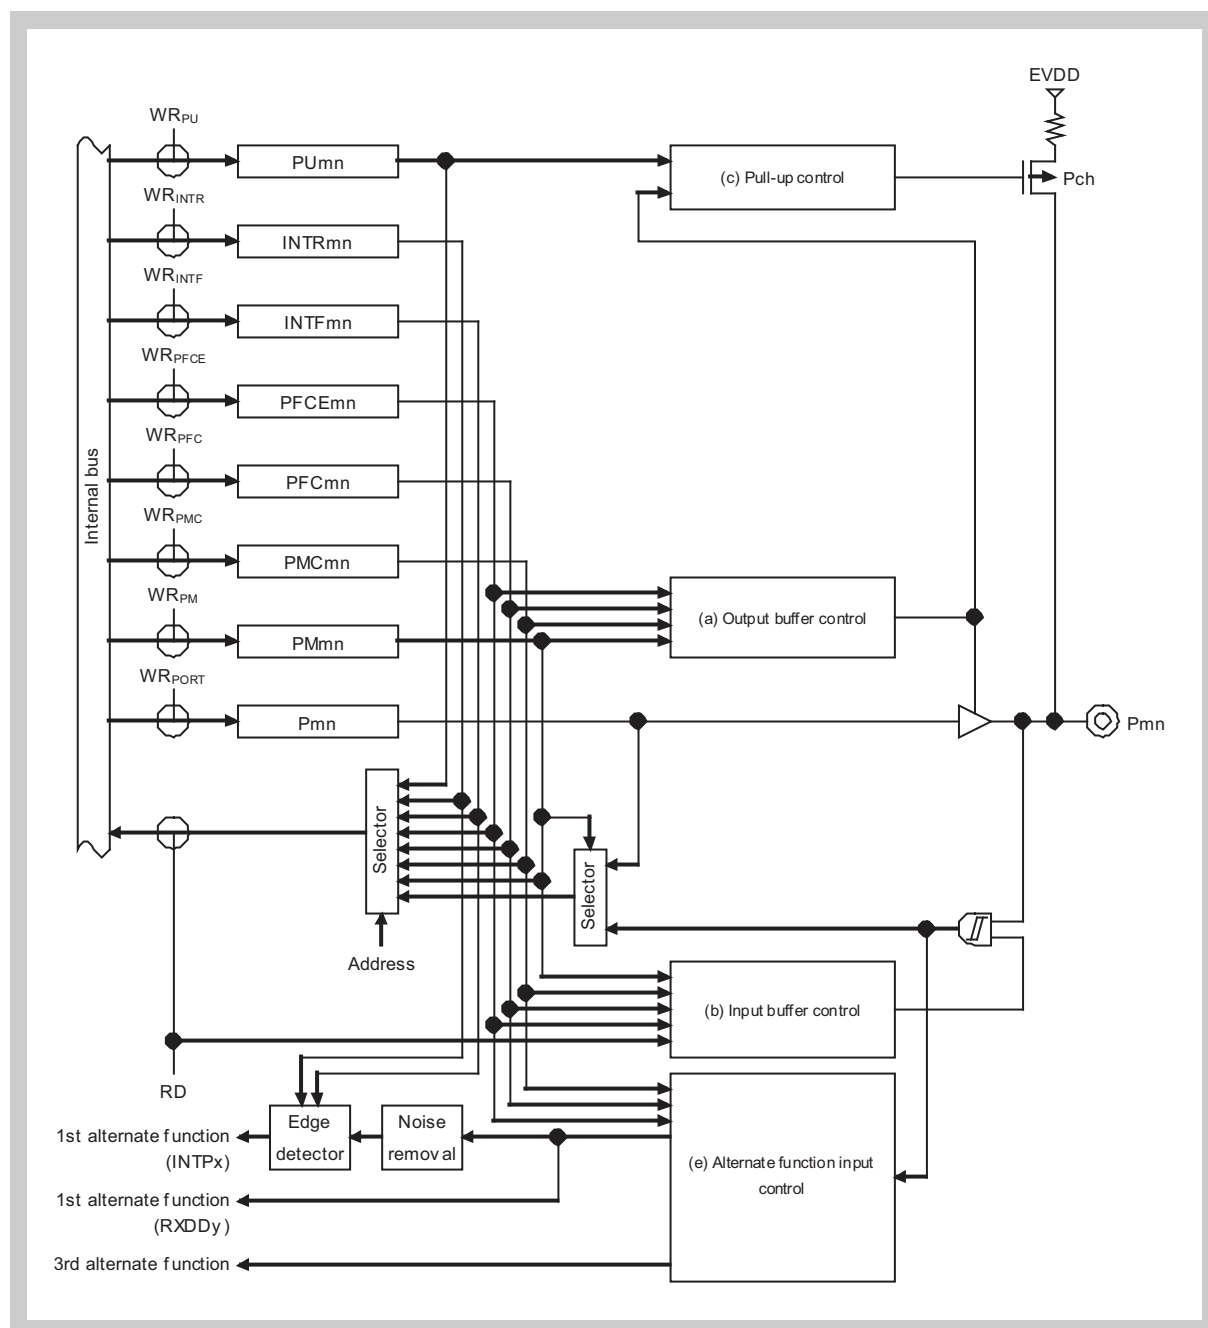 EVDD
WRPU
PUmn
(c) Pull-up control
Pch
WRINTR
INTRmn
WRINTF
INTFmn
WRPFCE
PFCEmn
WRPFC
PFCmn
Internal bus
WRPMC
PMCmn
WRPM
PMmn
(a) Output buffer control
WRPORT
Pmn
Pmn
Selector
Selector
Address
(b) Input buffer control
RD
Edge
detector
Noise
removal
1st alternate function
(INTPx)
(e) Alternate function input
control
1st alternate function
(RXDDy)
3rd alternate function